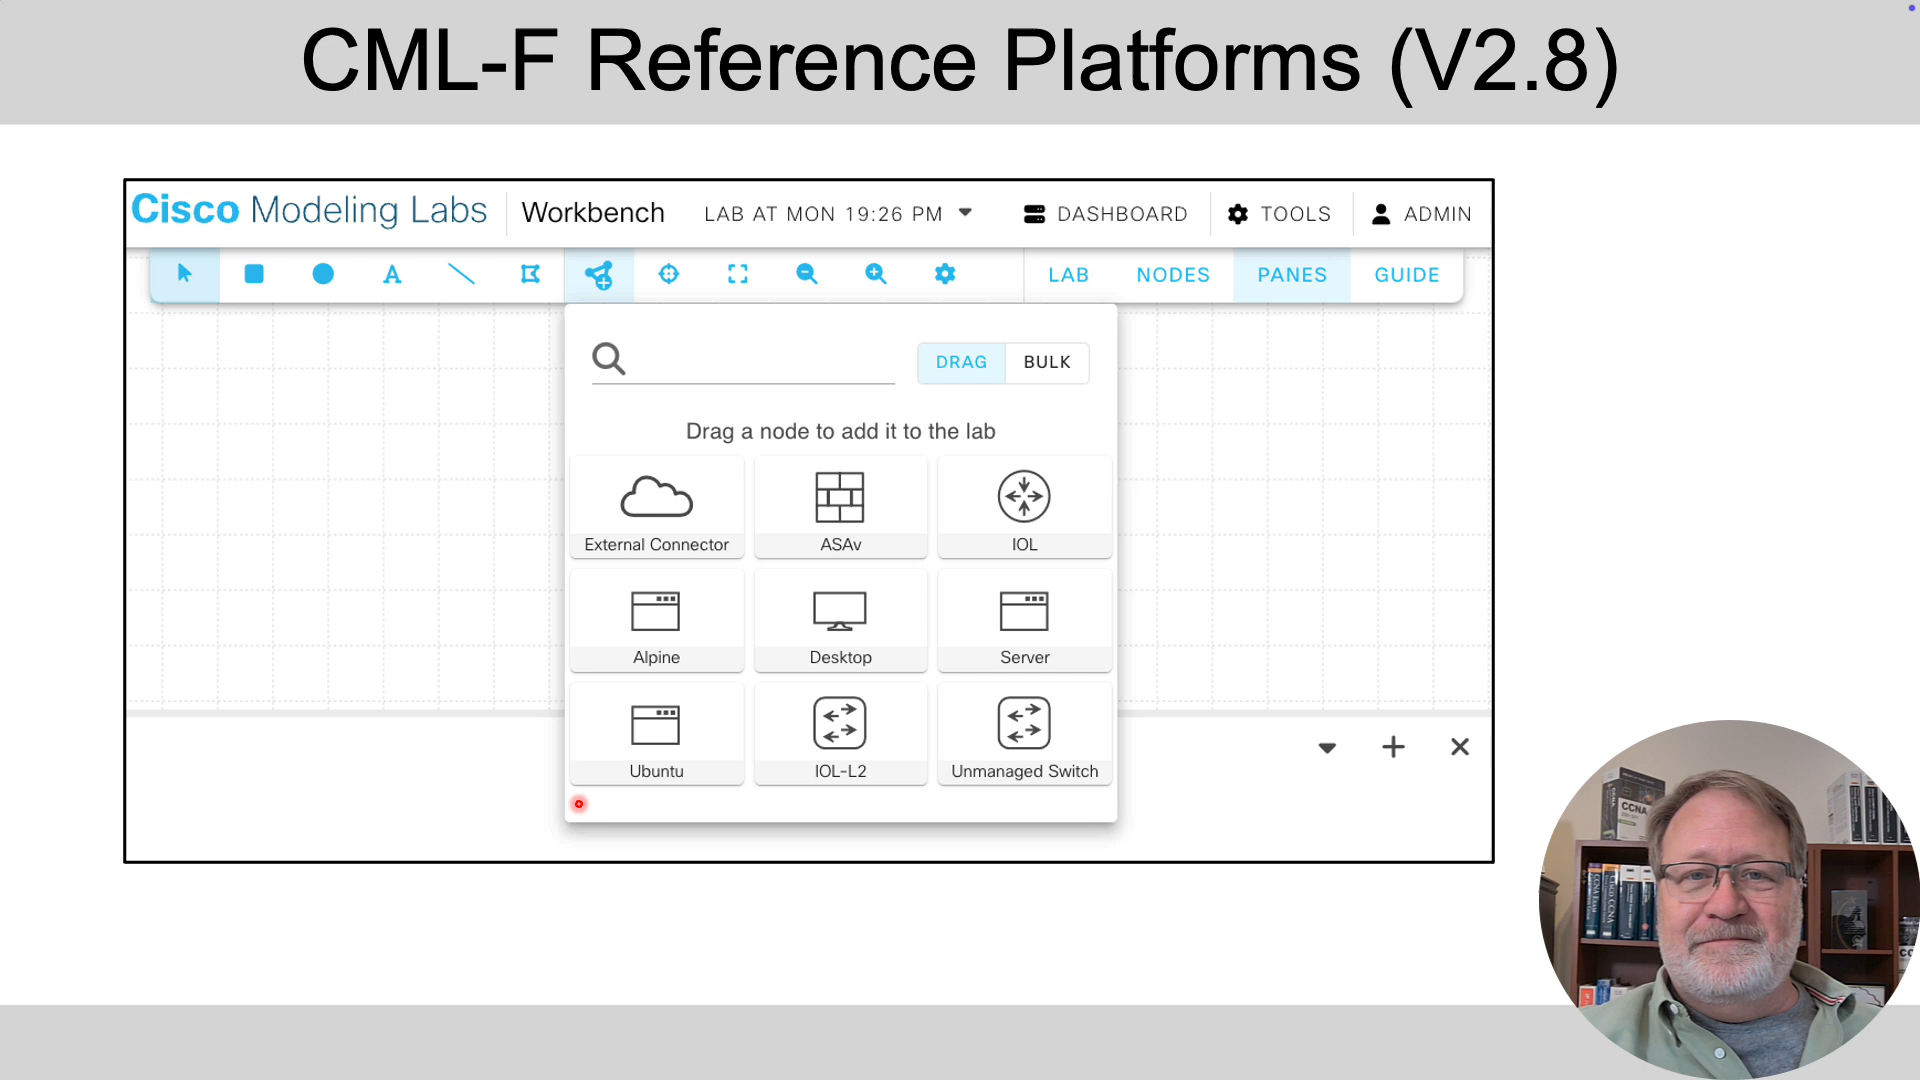 CML-F Reference Platforms (V2.8)
Cisco Modeling Labs Workbench LAB AT MON 19:26 PM DASHBOARD TOOLS ADMIN
A LAB NODES PANES GUIDE
DRAG BULK
Drag a node to add it to the lab
External Connector ASAv IOL
Alpine Desktop Server
Ubuntu IOL-L2 Unmanaged Switch
CCNA